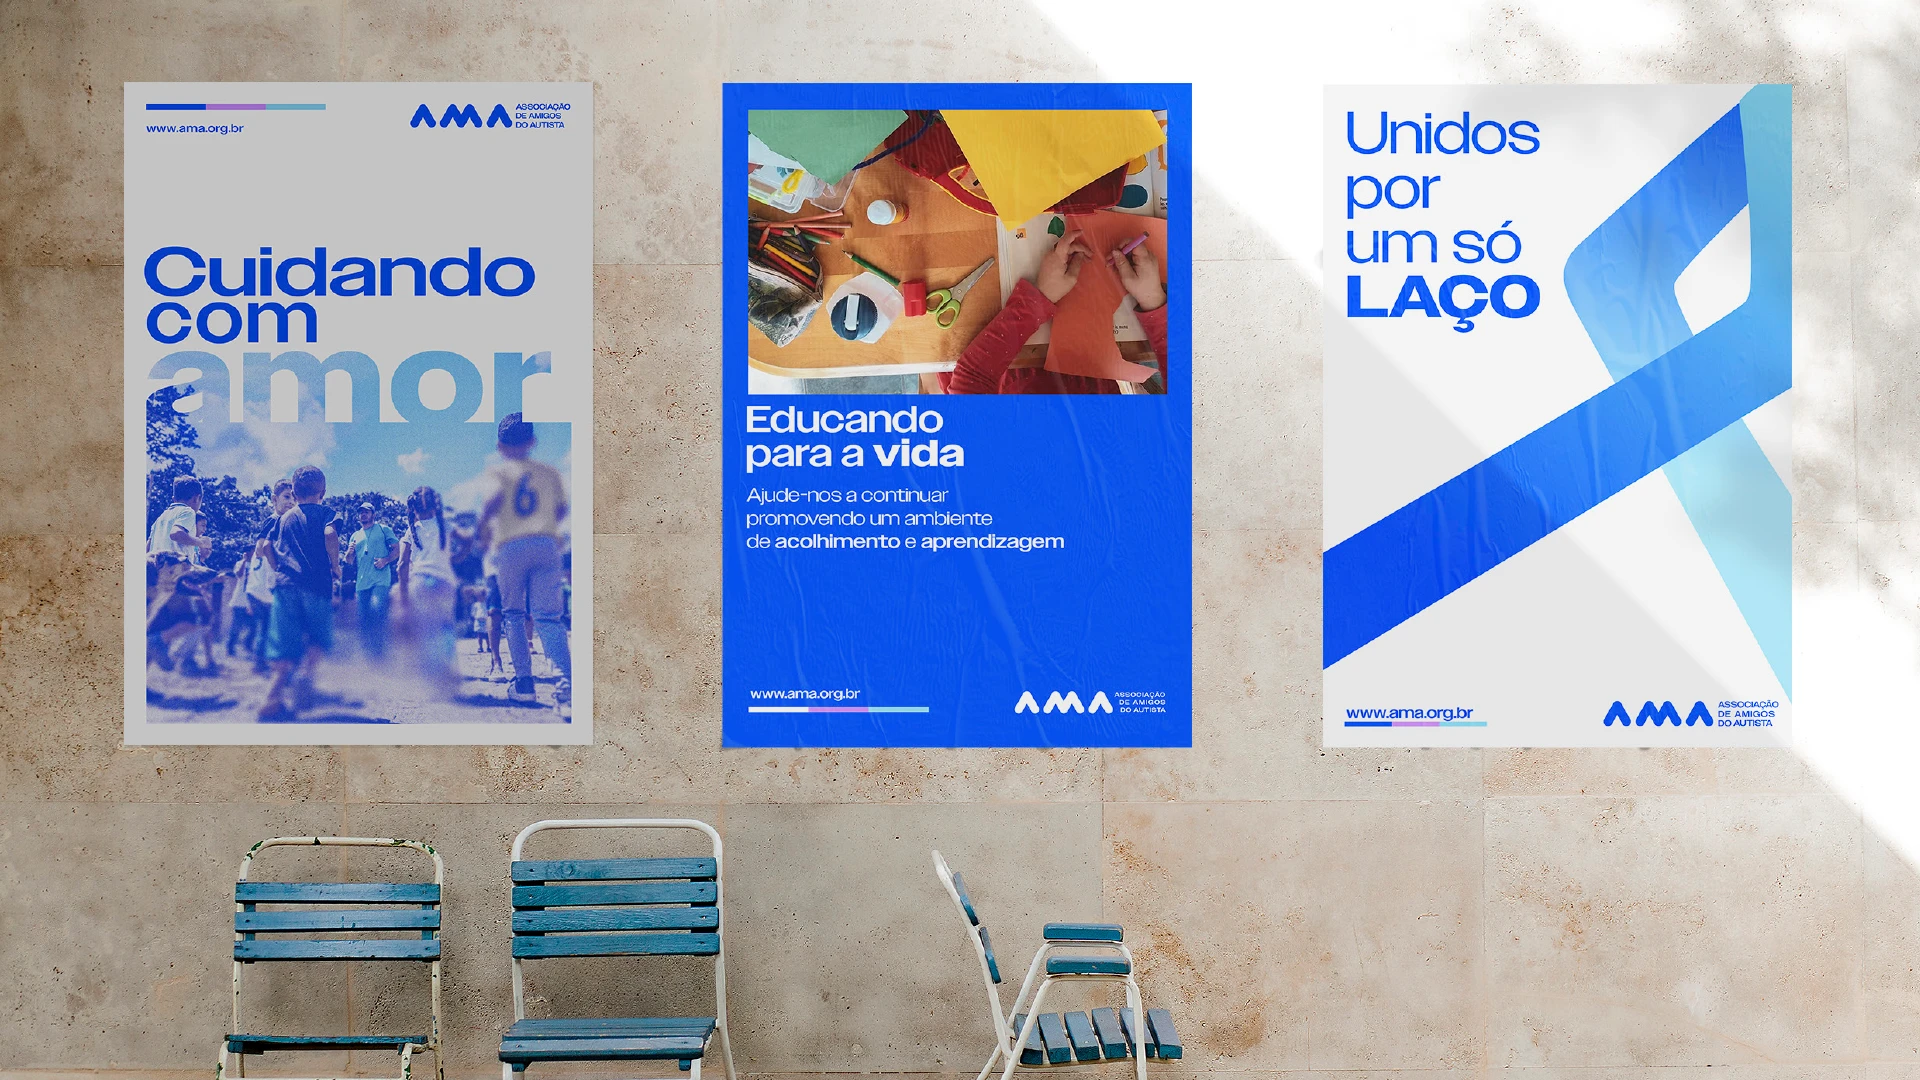 www.ama.org.br
AMA
ASSOCIAÇÃO
DE AMIGOS
DO AUTISTA
Cuidando
com
amor
6
Educando
para a vida
Ajude-nos a continuar
promovendo um ambiente
de acolhimento e aprendizagem
www.ama.org.br
AMA
ASSOCIAÇÃO
DE AMIGOS
DO AUTISTA
Unidos
por
um só
LAÇO
www.ama.org.br
AMA
ASSOCIAÇÃO
DE AMIGOS
DO AUTISTA